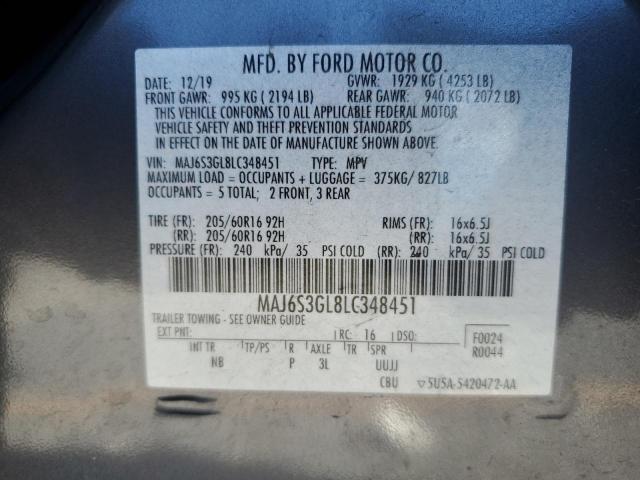 MFD. BY FORD MOTOR CO.
DATE: 12/19 GVWR: 1929 KG ( 4253 LB)
FRONT GAWR: 995 KG ( 2194 LB) REAR GAWR: 940 KG ( 2072 LB)
THIS VEHICLE CONFORMS TO ALL APPLICABLE FEDERAL MOTOR
VEHICLE SAFETY AND THEFT PREVENTION STANDARDS
IN EFFECT ON THE DATE OF MANUFACTURE SHOWN ABOVE.
VIN: MAJ6S3GL8LC348451 TYPE: MPV
MAXIMUM LOAD = OCCUPANTS + LUGGAGE = 375KG/ 827LB
OCCUPANTS = 5 TOTAL; 2 FRONT, 3 REAR
TIRE (FR): 205/60R16 92H RIMS (FR): 16x6.5J
(RR): 205/60R16 92H (RR): 16x6.5J
PRESSURE (FR): 240 kPa/ 35 PSI COLD (RR): 240 kPa/ 35 PSI COLD
MAJ6S3GL8LC348451
TRAILER TOWING - SEE OWNER GUIDE
EXT PNT: RC: 16 DSO: F0024
INT TR TP/PS R AXLE TR SPR R0044
NB P 3L UUJJ
CBU ▽5U5A-5420472-AA